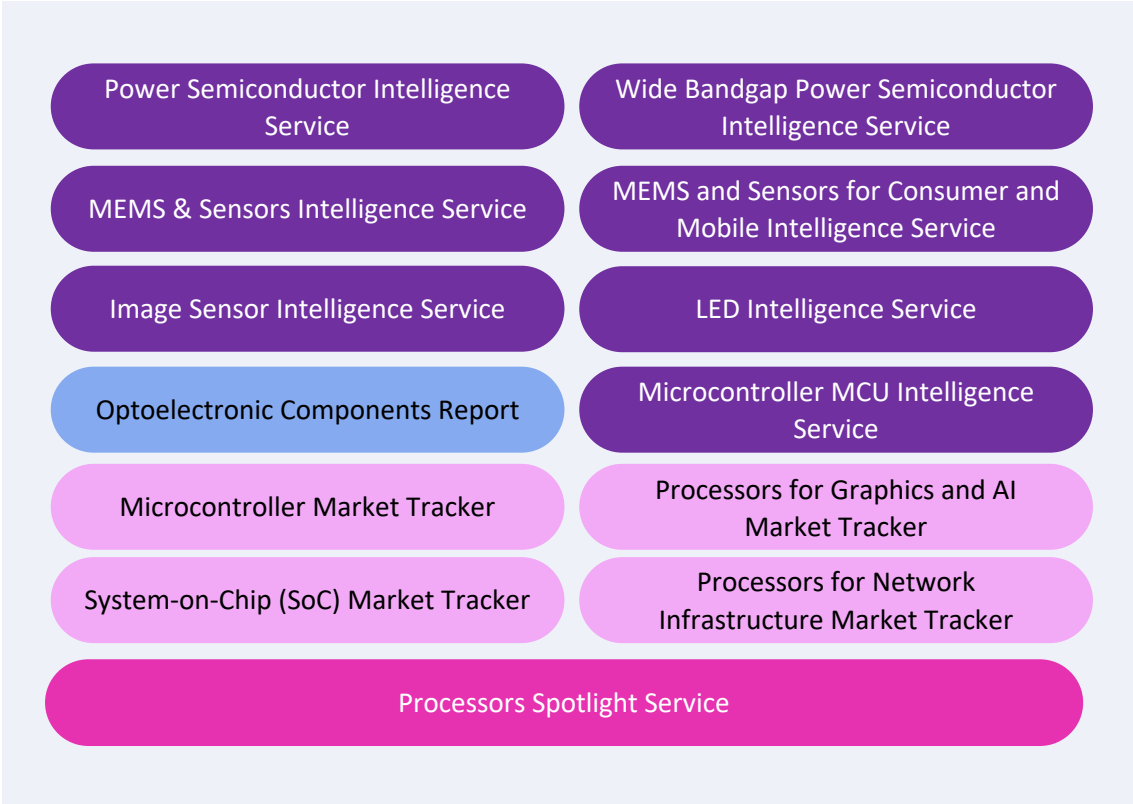 Power Semiconductor Intelligence
Service
Wide Bandgap Power Semiconductor
Intelligence Service
MEMS & Sensors Intelligence Service
MEMS and Sensors for Consumer and
Mobile Intelligence Service
Image Sensor Intelligence Service
LED Intelligence Service
Optoelectronic Components Report
Microcontroller MCU Intelligence
Service
Microcontroller Market Tracker
Processors for Graphics and AI
Market Tracker
System-on-Chip (SoC) Market Tracker
Processors for Network
Infrastructure Market Tracker
Processors Spotlight Service